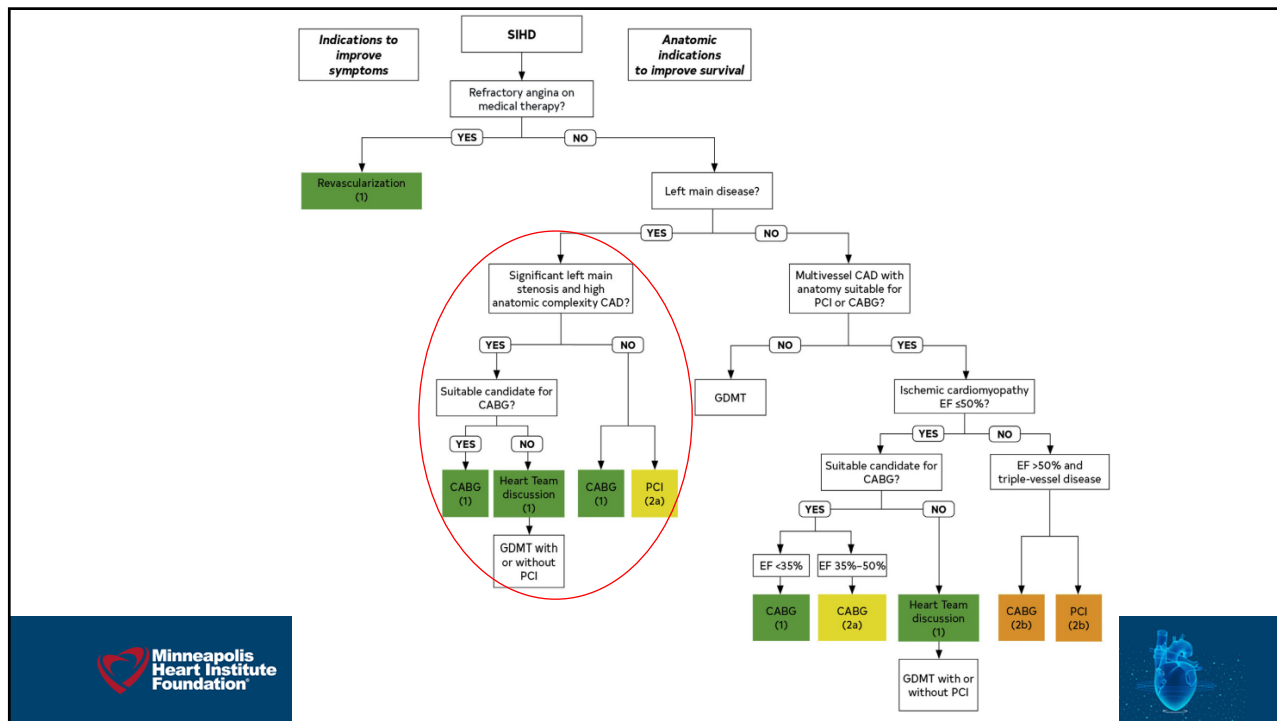 Indications to
improve
symptoms
SIHD
Anatomic
indications
to improve survival
Refractory angina on
medical therapy?
YES
NO
Revascularization
(1)
Left main disease?
YES
NO
Significant left main
stenosis and high
anatomic complexity CAD?
Multivessel CAD with
anatomy suitable for
PCI or CABG?
YES
NO
NO
YES
Suitable candidate for
CABG?
GDMT
Ischemic cardiomyopathy
EF ≤50%?
YES
NO
YES
NO
CABG
(1)
Heart Team
discussion
(1)
CABG
(1)
PCI
(2a)
Suitable candidate for
CABG?
EF >50% and
triple-vessel disease
GDMT with
or without
PCI
YES
NO
EF <35%
EF 35%–50%
CABG
(1)
CABG
(2a)
Heart Team
discussion
(1)
CABG
(2b)
PCI
(2b)
GDMT with or
without PCI
Minneapolis
Heart Institute
Foundation®